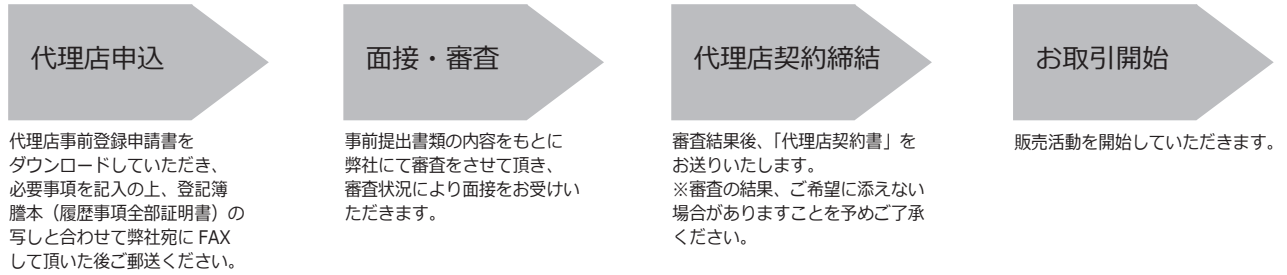 代理店申込
代理店事前登録申請書を
ダウンロードしていただき、
必要事項を記入の上、登記簿
謄本（履歴事項全部証明書）の
写しと合わせて弊社宛に FAX
して頂いた後ご郵送ください。
面接・審査
事前提出書類の内容をもとに
弊社にて審査をさせて頂き、
審査状況により面接をお受けい
ただきます。
代理店契約締結
審査結果後、「代理店契約書」を
お送りいたします。
※審査の結果、ご希望に添えない
場合がありますことを予めご了承
ください。
お取引開始
販売活動を開始していただきます。